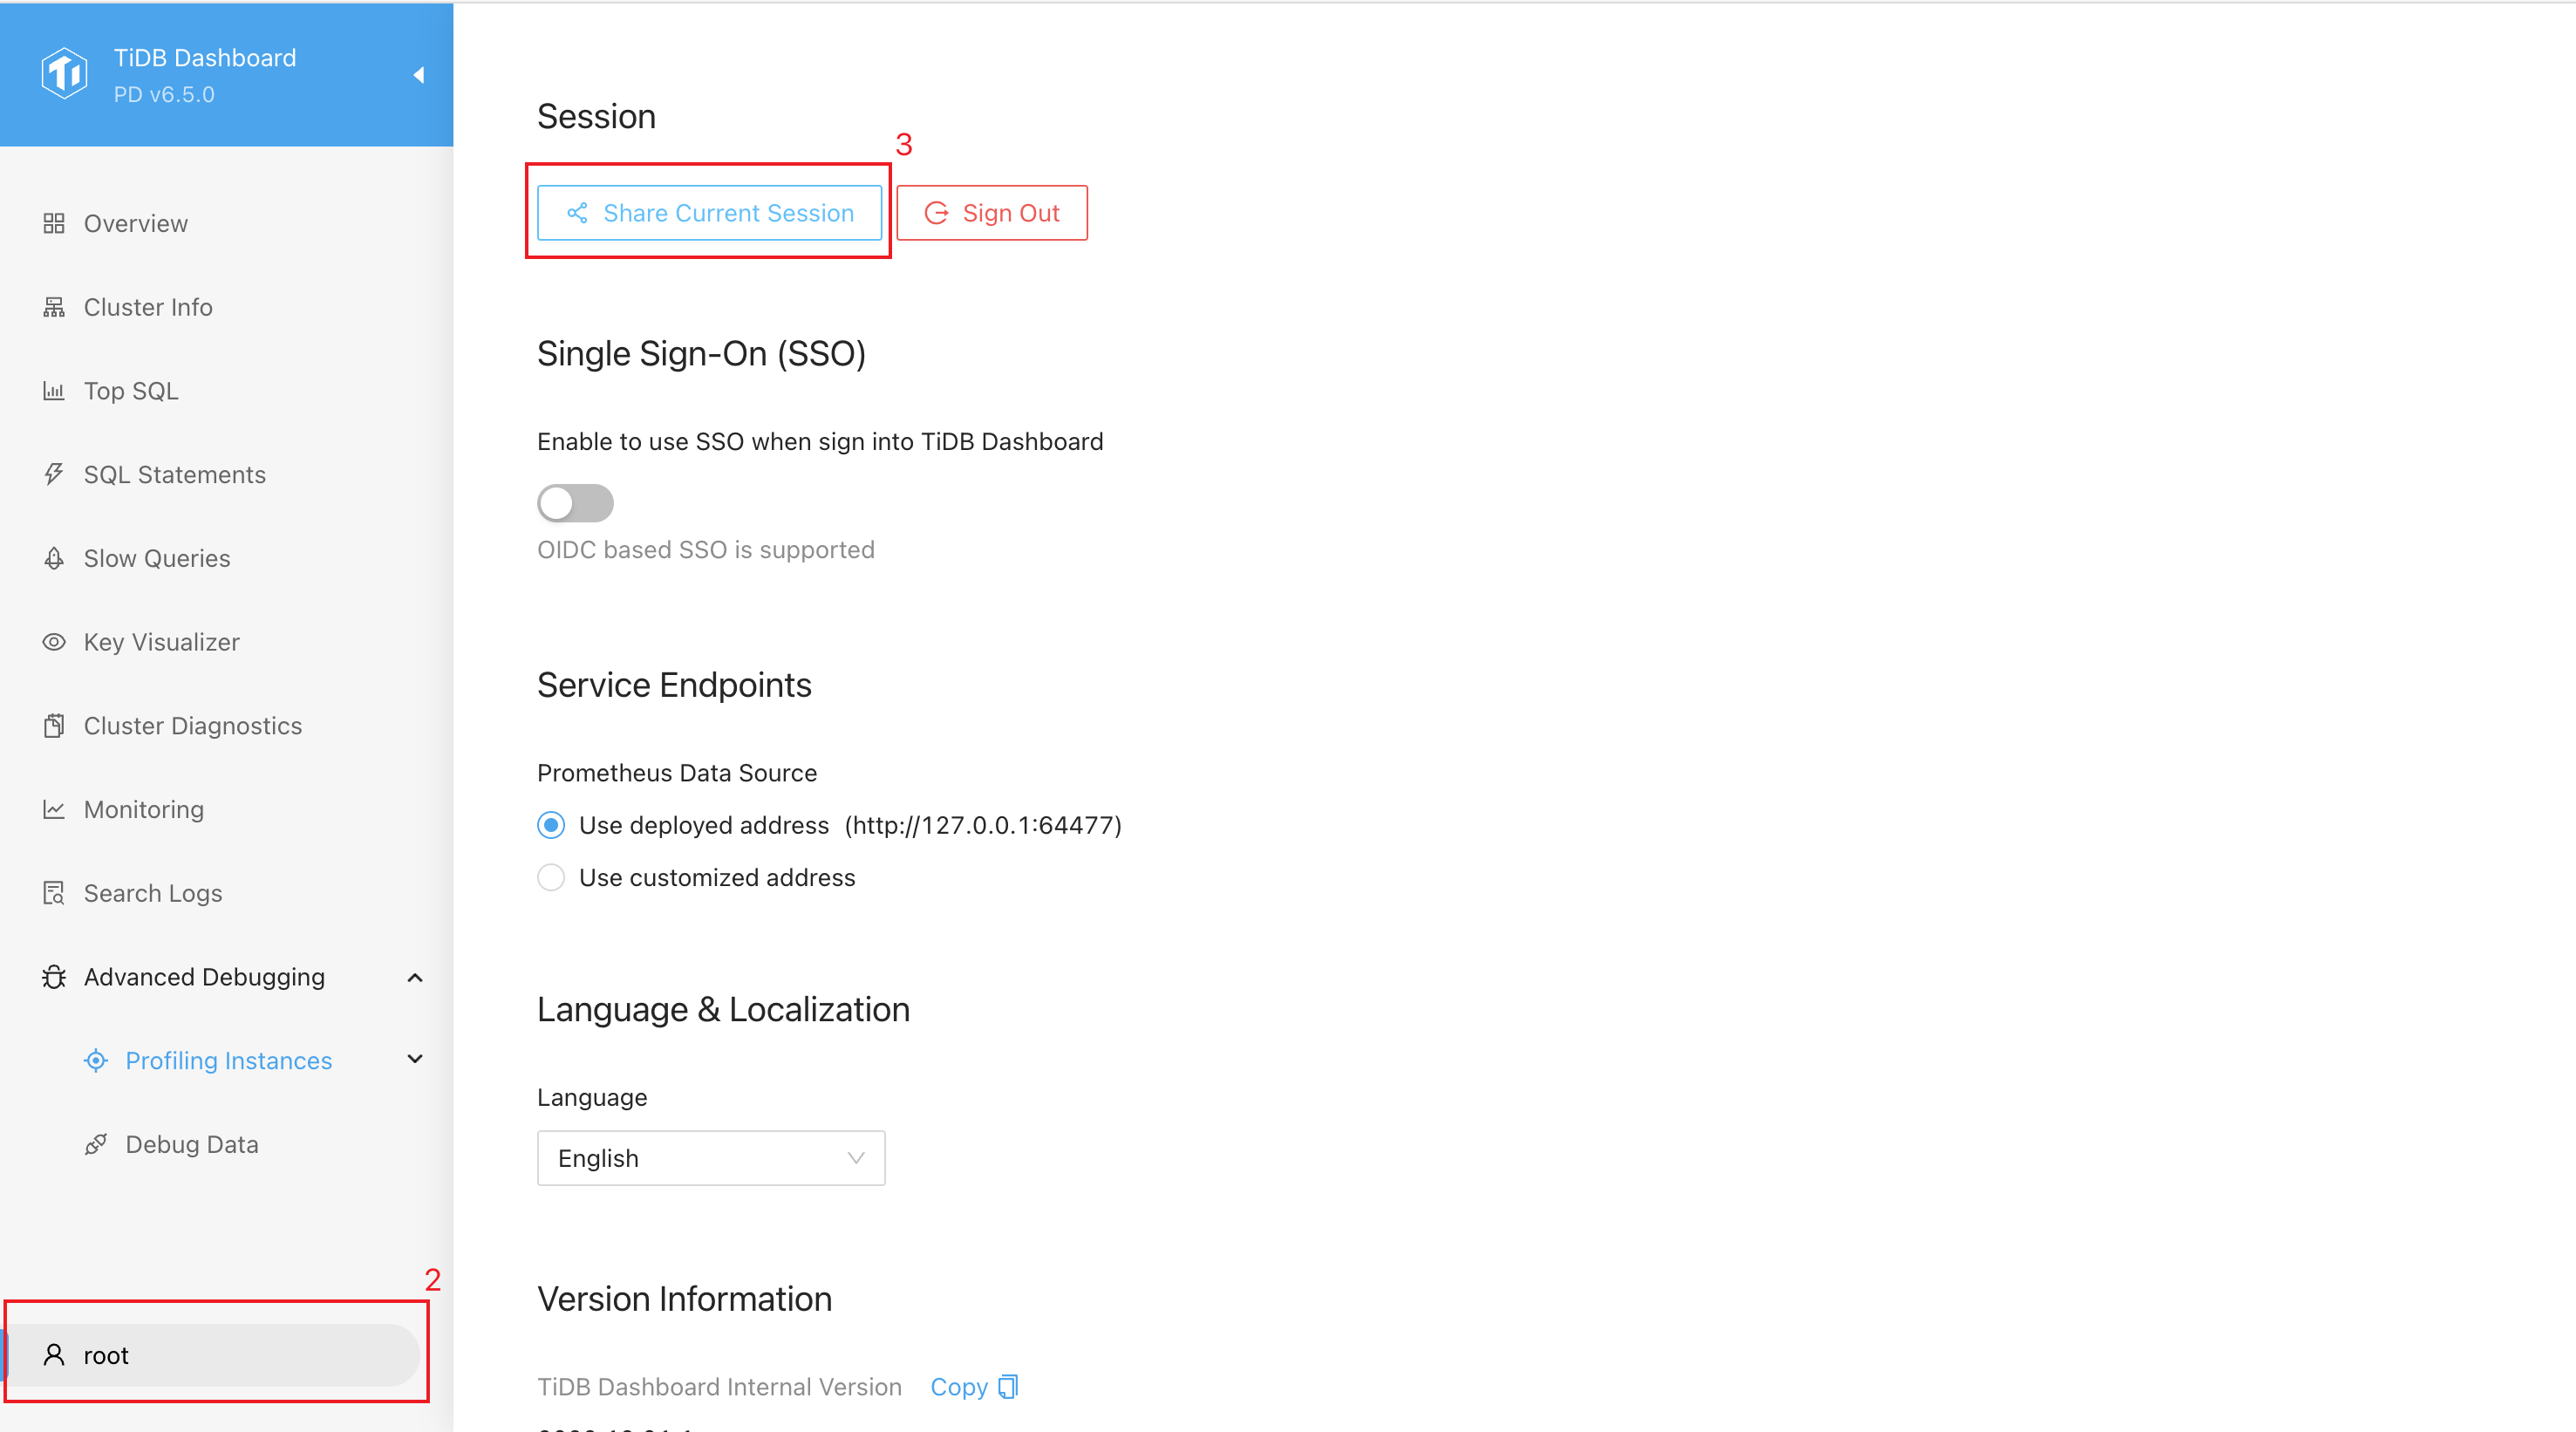 TiDB Dashboard
PD v6.5.0
Overview
Cluster Info
Top SQL
SQL Statements
Slow Queries
Key Visualizer
Cluster Diagnostics
Monitoring
Search Logs
Advanced Debugging
Profiling Instances
Debug Data
2
root
Session
3
Share Current Session
Sign Out
Single Sign-On (SSO)
Enable to use SSO when sign into TiDB Dashboard
OIDC based SSO is supported
Service Endpoints
Prometheus Data Source
Use deployed address (http://127.0.0.1:64477)
Use customized address
Language & Localization
Language
English
Version Information
TiDB Dashboard Internal Version Copy